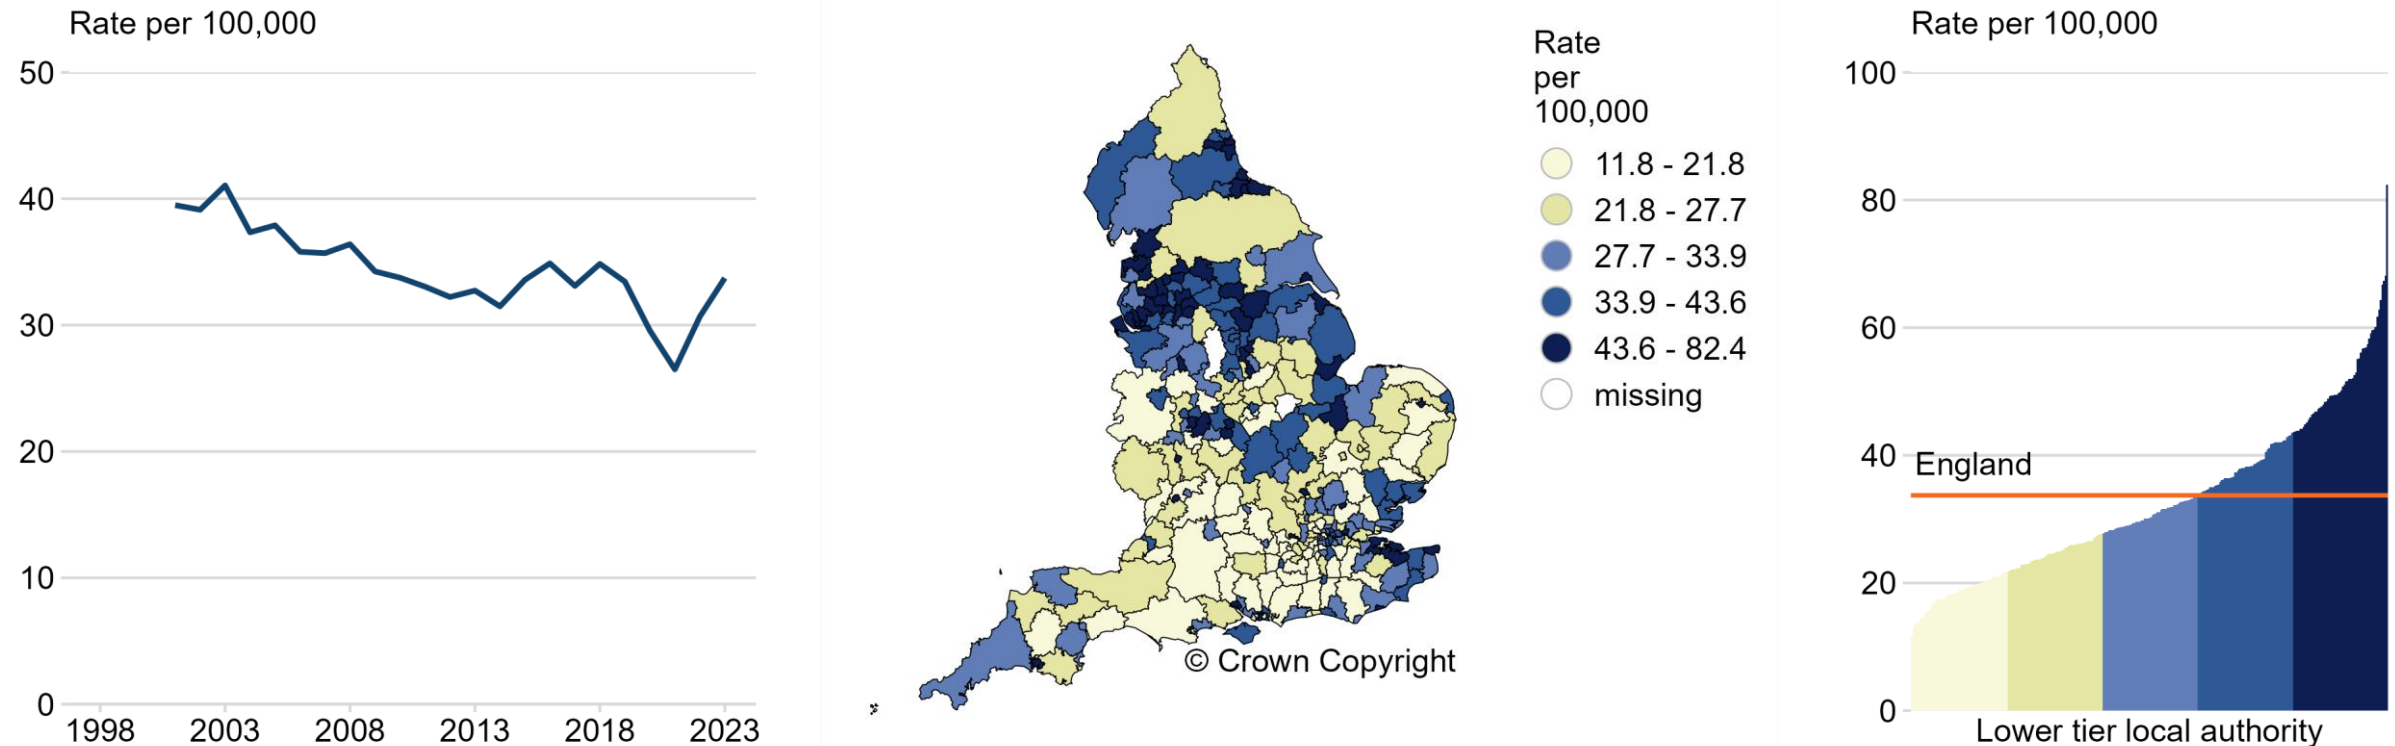 Rate per 100,000
50
40
30
20
10
0
1998 2003 2008 2013 2018 2023
© Crown Copyright
Rate
per
100,000
11.8 - 21.8
21.8 - 27.7
27.7 - 33.9
33.9 - 43.6
43.6 - 82.4
missing
Rate per 100,000
100
80
60
40
England
20
0
Lower tier local authority